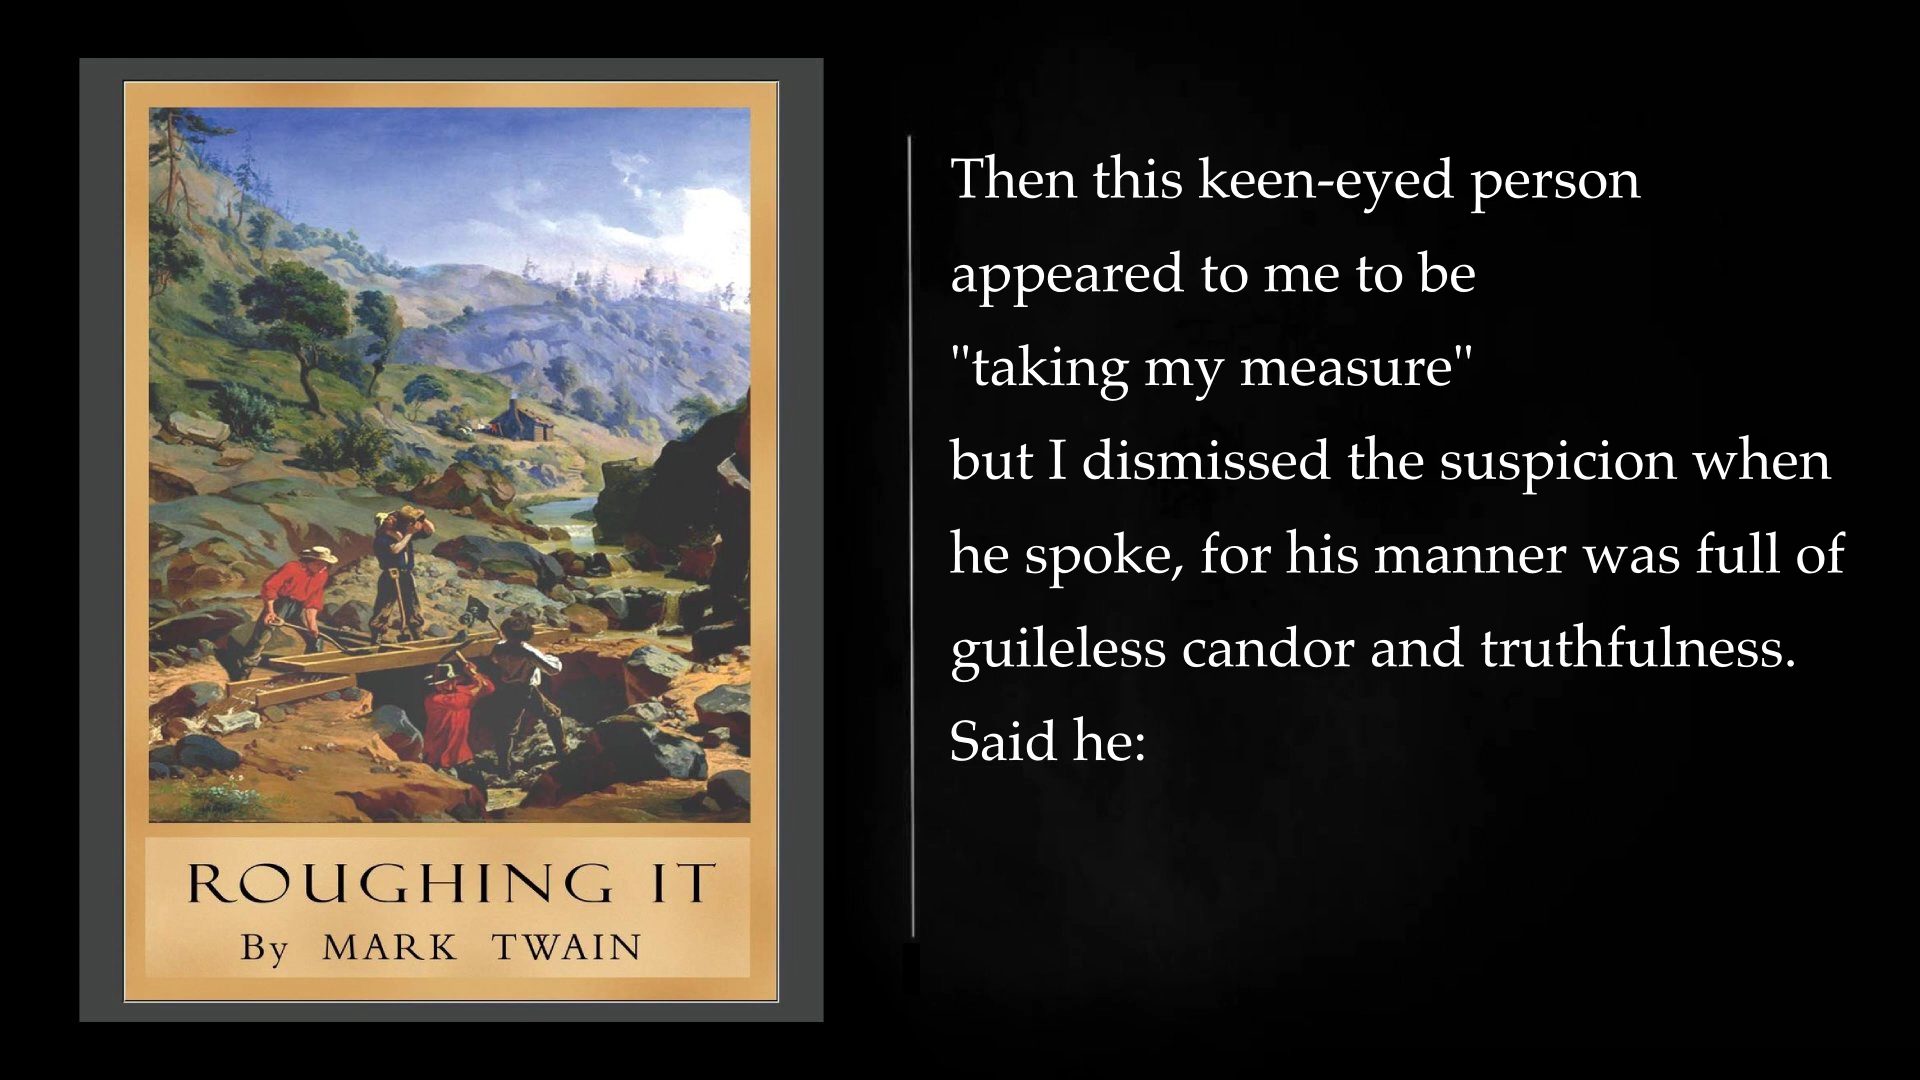 ROUGHING IT
By MARK TWAIN
Then this keen-eyed person
appeared to me to be
"taking my measure"
but I dismissed the suspicion when
he spoke, for his manner was full of
guileless candor and truthfulness.
Said he: